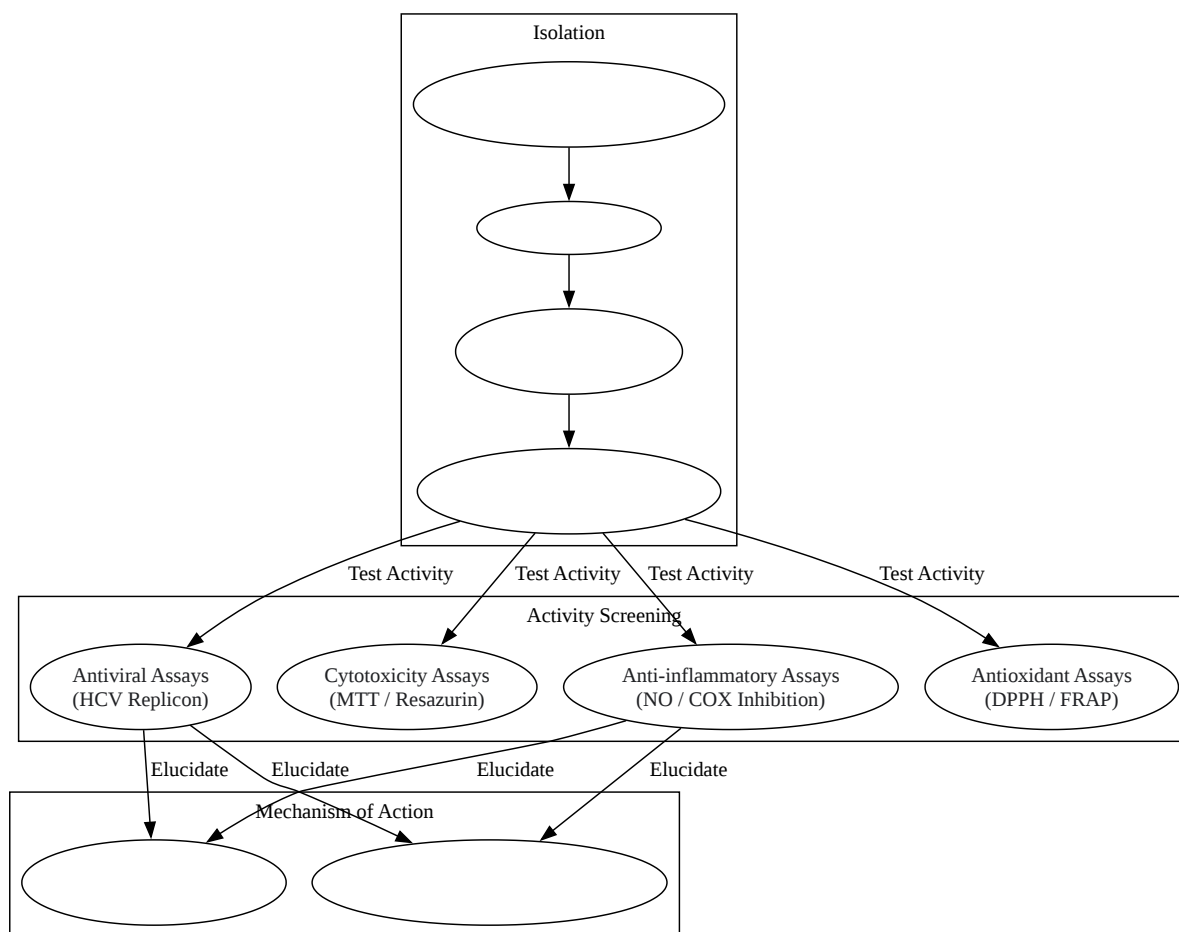 Isolation
Test Activity
Test Activity
Test Activity
Test Activity
Activity Screening
Antiviral Assays
(HCV Replicon)
Cytotoxicity Assays
(MTT / Resazurin)
Anti-inflammatory Assays
(NO / COX Inhibition)
Antioxidant Assays
(DPPH / FRAP)
Elucidate
Elucidate
Elucidate
Elucidate
Mechanism of Action